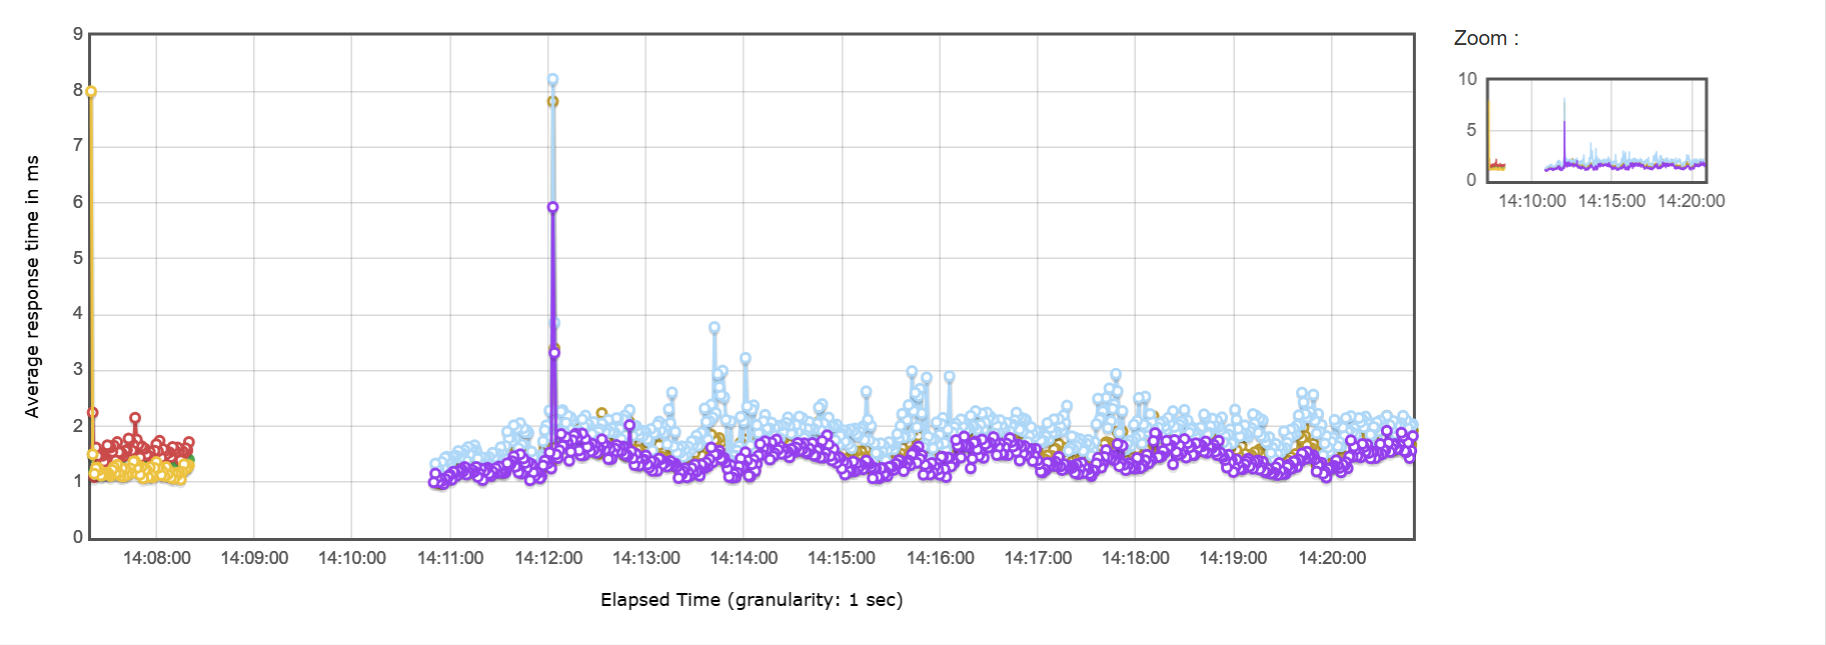 9
8
7
6
5
4
3
2
1
0
Average response time in ms
14:08:00 14:09:00 14:10:00 14:11:00 14:12:00 14:13:00 14:14:00 14:15:00 14:16:00 14:17:00 14:18:00 14:19:00 14:20:00
Elapsed Time (granularity: 1 sec)
Zoom :
10
5
0
14:10:00 14:15:00 14:20:00